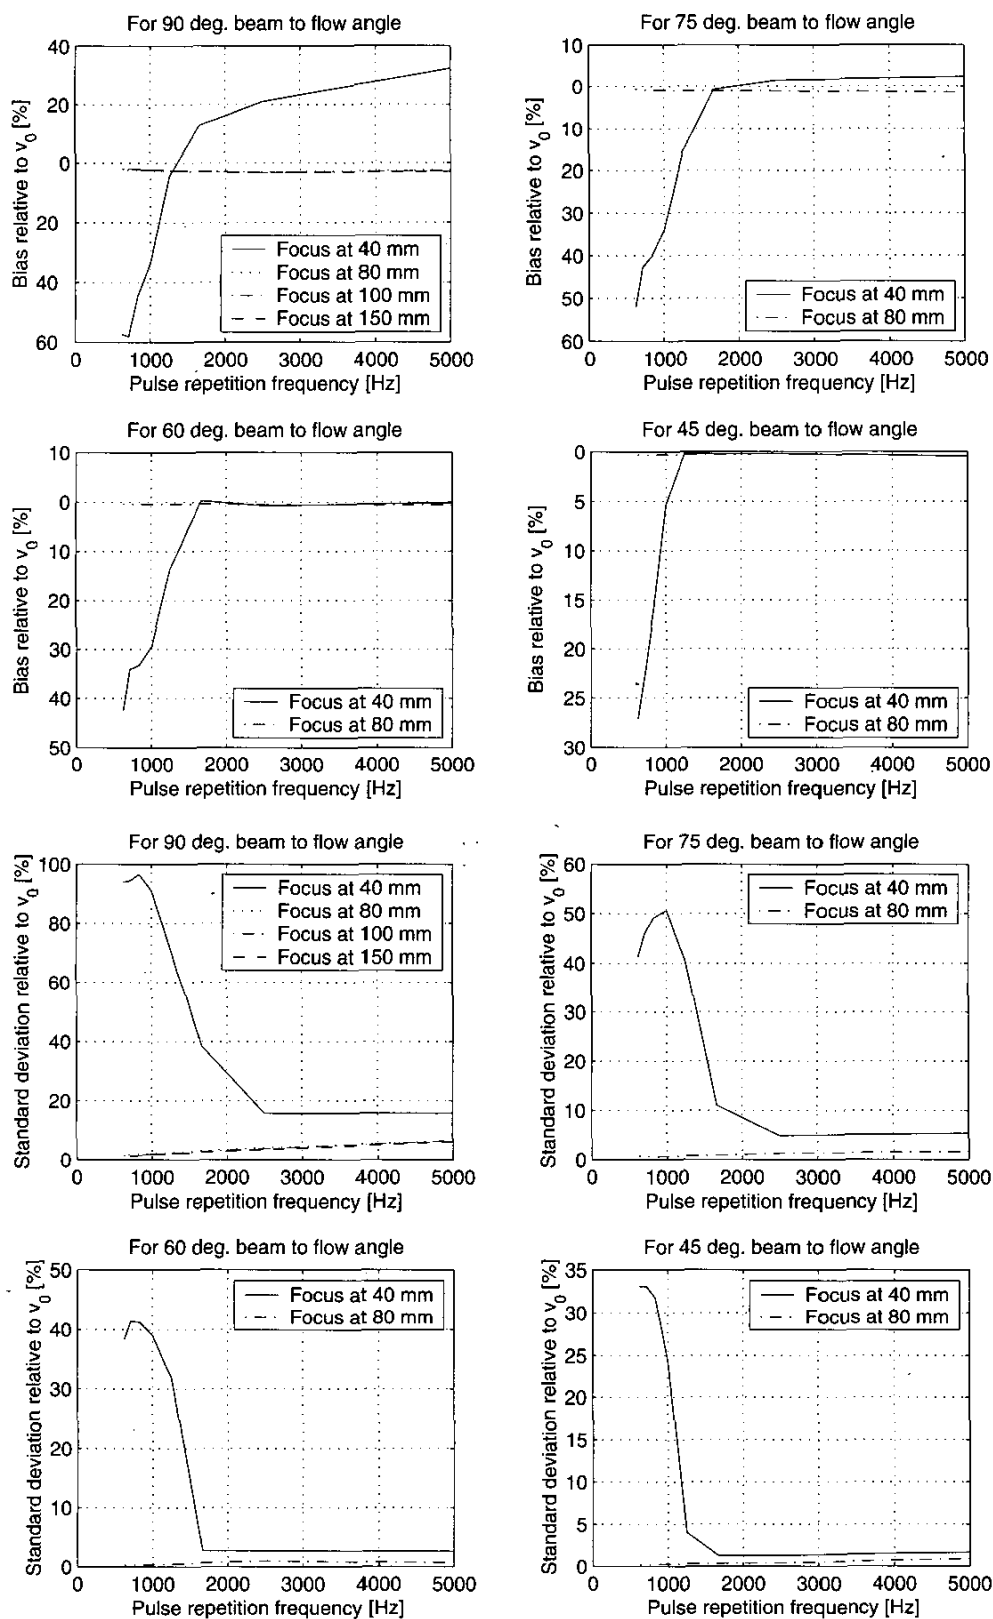 For 90 deg. beam to flow angle
Bias relative to v0 [%]
40
20
0
20
40
60
Focus at 40 mm
Focus at 80 mm
Focus at 100 mm
Focus at 150 mm
0 1000 2000 3000 4000 5000
Pulse repetition frequency [Hz]
For 75 deg. beam to flow angle
Bias relative to v0 [%]
10
0
10
20
30
40
50
60
Focus at 40 mm
Focus at 80 mm
0 1000 2000 3000 4000 5000
Pulse repetition frequency [Hz]
For 60 deg. beam to flow angle
Bias relative to v0 [%]
10
0
10
20
30
40
50
Focus at 40 mm
Focus at 80 mm
0 1000 2000 3000 4000 5000
Pulse repetition frequency [Hz]
For 45 deg. beam to flow angle
Bias relative to v0 [%]
0
5
10
15
20
25
30
Focus at 40 mm
Focus at 80 mm
0 1000 2000 3000 4000 5000
Pulse repetition frequency [Hz]
For 90 deg. beam to flow angle
Standard deviation relative to v0 [%]
100
80
60
40
20
0
Focus at 40 mm
Focus at 80 mm
Focus at 100 mm
Focus at 150 mm
0 1000 2000 3000 4000 5000
Pulse repetition frequency [Hz]
For 75 deg. beam to flow angle
Standard deviation relative to v0 [%]
60
50
40
30
20
10
0
Focus at 40 mm
Focus at 80 mm
0 1000 2000 3000 4000 5000
Pulse repetition frequency [Hz]
For 60 deg. beam to flow angle
Standard deviation relative to v0 [%]
50
40
30
20
10
0
Focus at 40 mm
Focus at 80 mm
0 1000 2000 3000 4000 5000
Pulse repetition frequency [Hz]
For 45 deg. beam to flow angle
Standard deviation relative to v0 [%]
35
30
25
20
15
10
5
0
Focus at 40 mm
Focus at 80 mm
0 1000 2000 3000 4000 5000
Pulse repetition frequency [Hz]